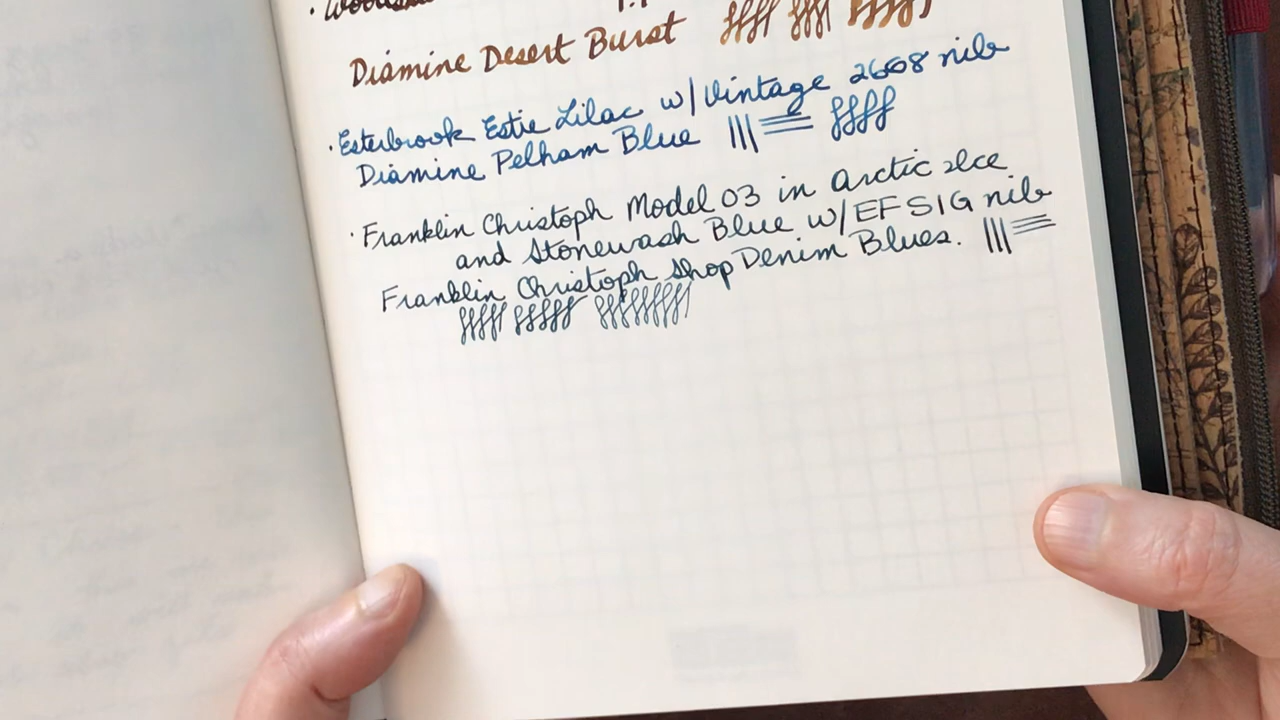 Diamine Desert Burst
· Esterbrook Estie Lilac w/ Vintage 2668 nib
Diamine Pelham Blue
· Franklin Christoph Model 03 in Arctic Ice
and Stonewash Blue w/ EF SIG nib
Franklin Christoph Shop Denim Blues.